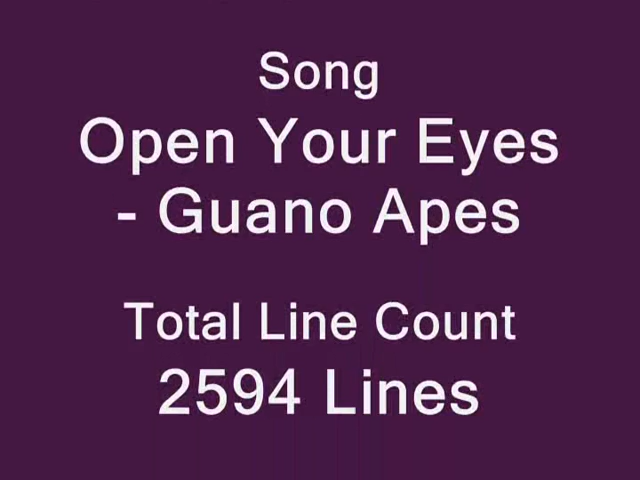 Song
Open Your Eyes
- Guano Apes
Total Line Count
2594 Lines